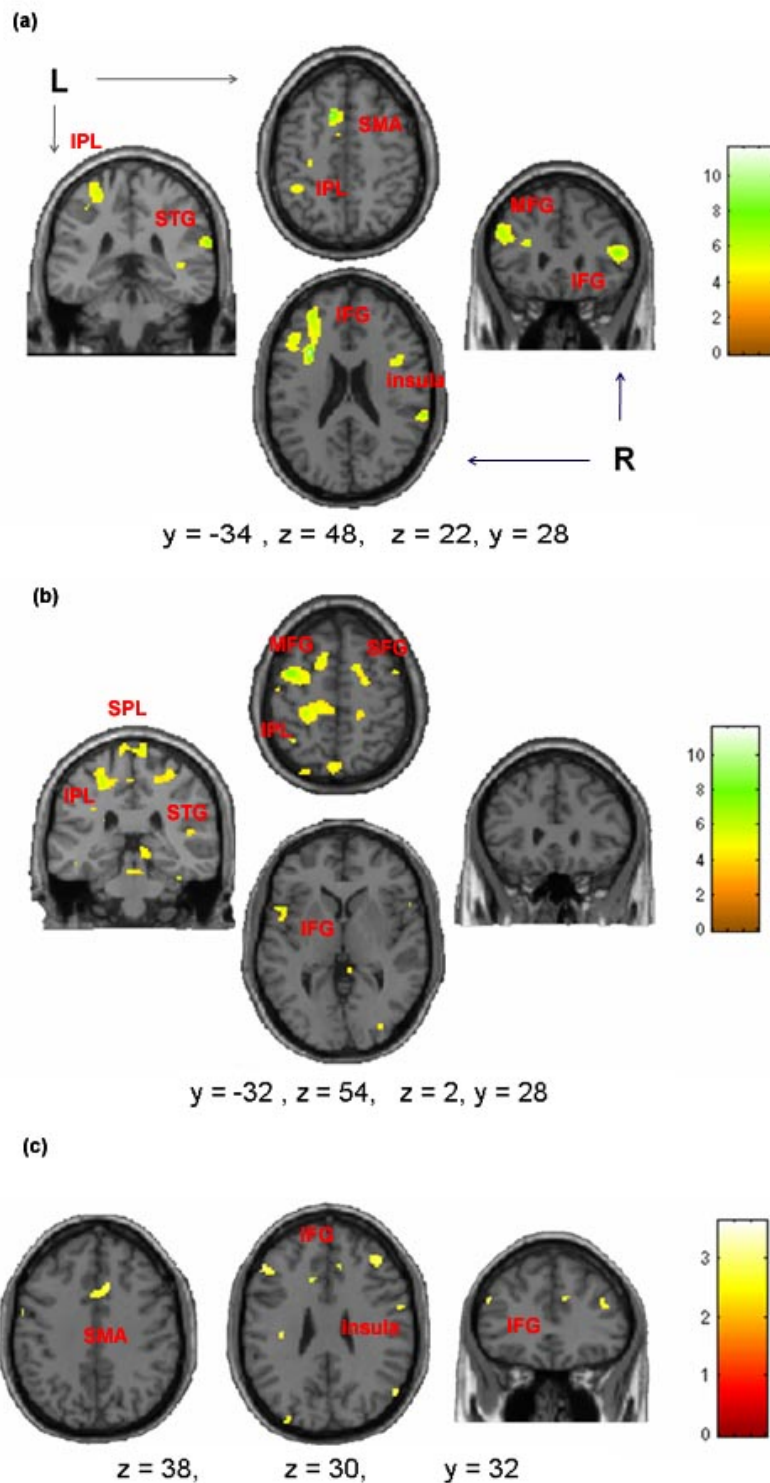 (a)
L
SMA
IPL
IPL
STG
MFG
IFG
10
8
6
4
2
0
IFG
Insula
R
y = -34 , z = 48, z = 22, y = 28
(b)
MFG
SFG
SPL
IPL
IPL
STG
10
8
6
4
2
0
IFG
y = -32 , z = 54, z = 2, y = 28
(c)
IFG
3
2
1
0
SMA
Insula
IFG
z = 38, z = 30, y = 32